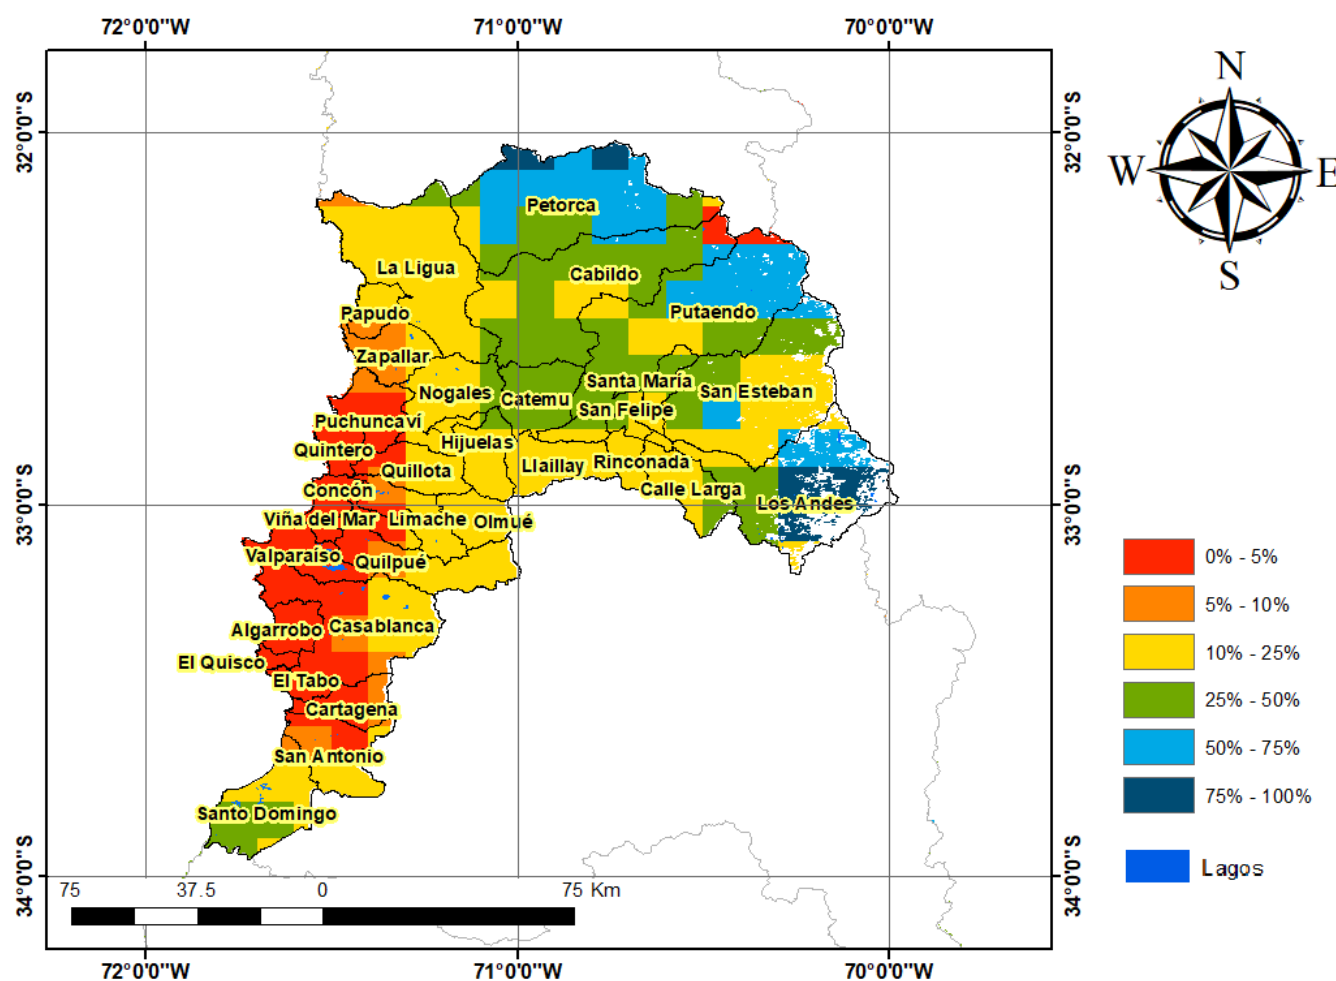 72°0'0"W 71°0'0"W 70°0'0"W
N
W E
S
32°0'0"S 32°0'0"S
Petorca
La Ligua
Cabildo
Papudo
Putaendo
Zapallar
Santa María
Nogales
San Esteban
Catemu
San Felipe
Puchuncaví
Hijuelas
Quintero
Llaillay
Rinconada
Quillota
Concón
Calle Larga
Los Andes
33°0'0"S 33°0'0"S
Viña del Mar
Limache
Olmué
Valparaíso
Quilpué
Algarrobo
Casablanca
El Quisco
El Tabo
Cartagena
San Antonio
Santo Domingo
0% - 5%
5% - 10%
10% - 25%
25% - 50%
50% - 75%
75% - 100%
Lagos
34°0'0"S 34°0'0"S
75 37.5 0 75 Km
72°0'0"W 71°0'0"W 70°0'0"W